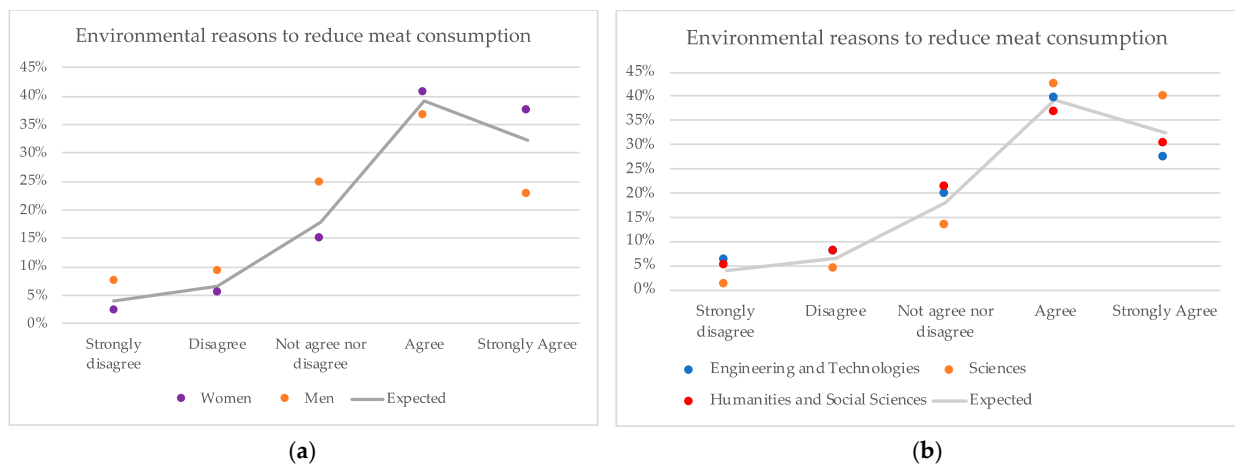 Environmental reasons to reduce meat consumption
45%
40%
35%
30%
25%
20%
15%
10%
5%
0%
Strongly disagree
Disagree
Not agree nor disagree
Agree
Strongly Agree
Women
Men
Expected
(a)
Environmental reasons to reduce meat consumption
45%
40%
35%
30%
25%
20%
15%
10%
5%
0%
Strongly disagree
Disagree
Not agree nor disagree
Agree
Strongly Agree
Engineering and Technologies
Sciences
Humanities and Social Sciences
Expected
(b)